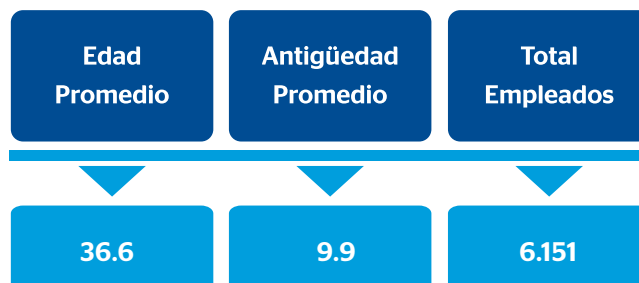 Edad
Promedio
Antigüedad
Promedio
Total
Empleados
36.6
9.9
6.151